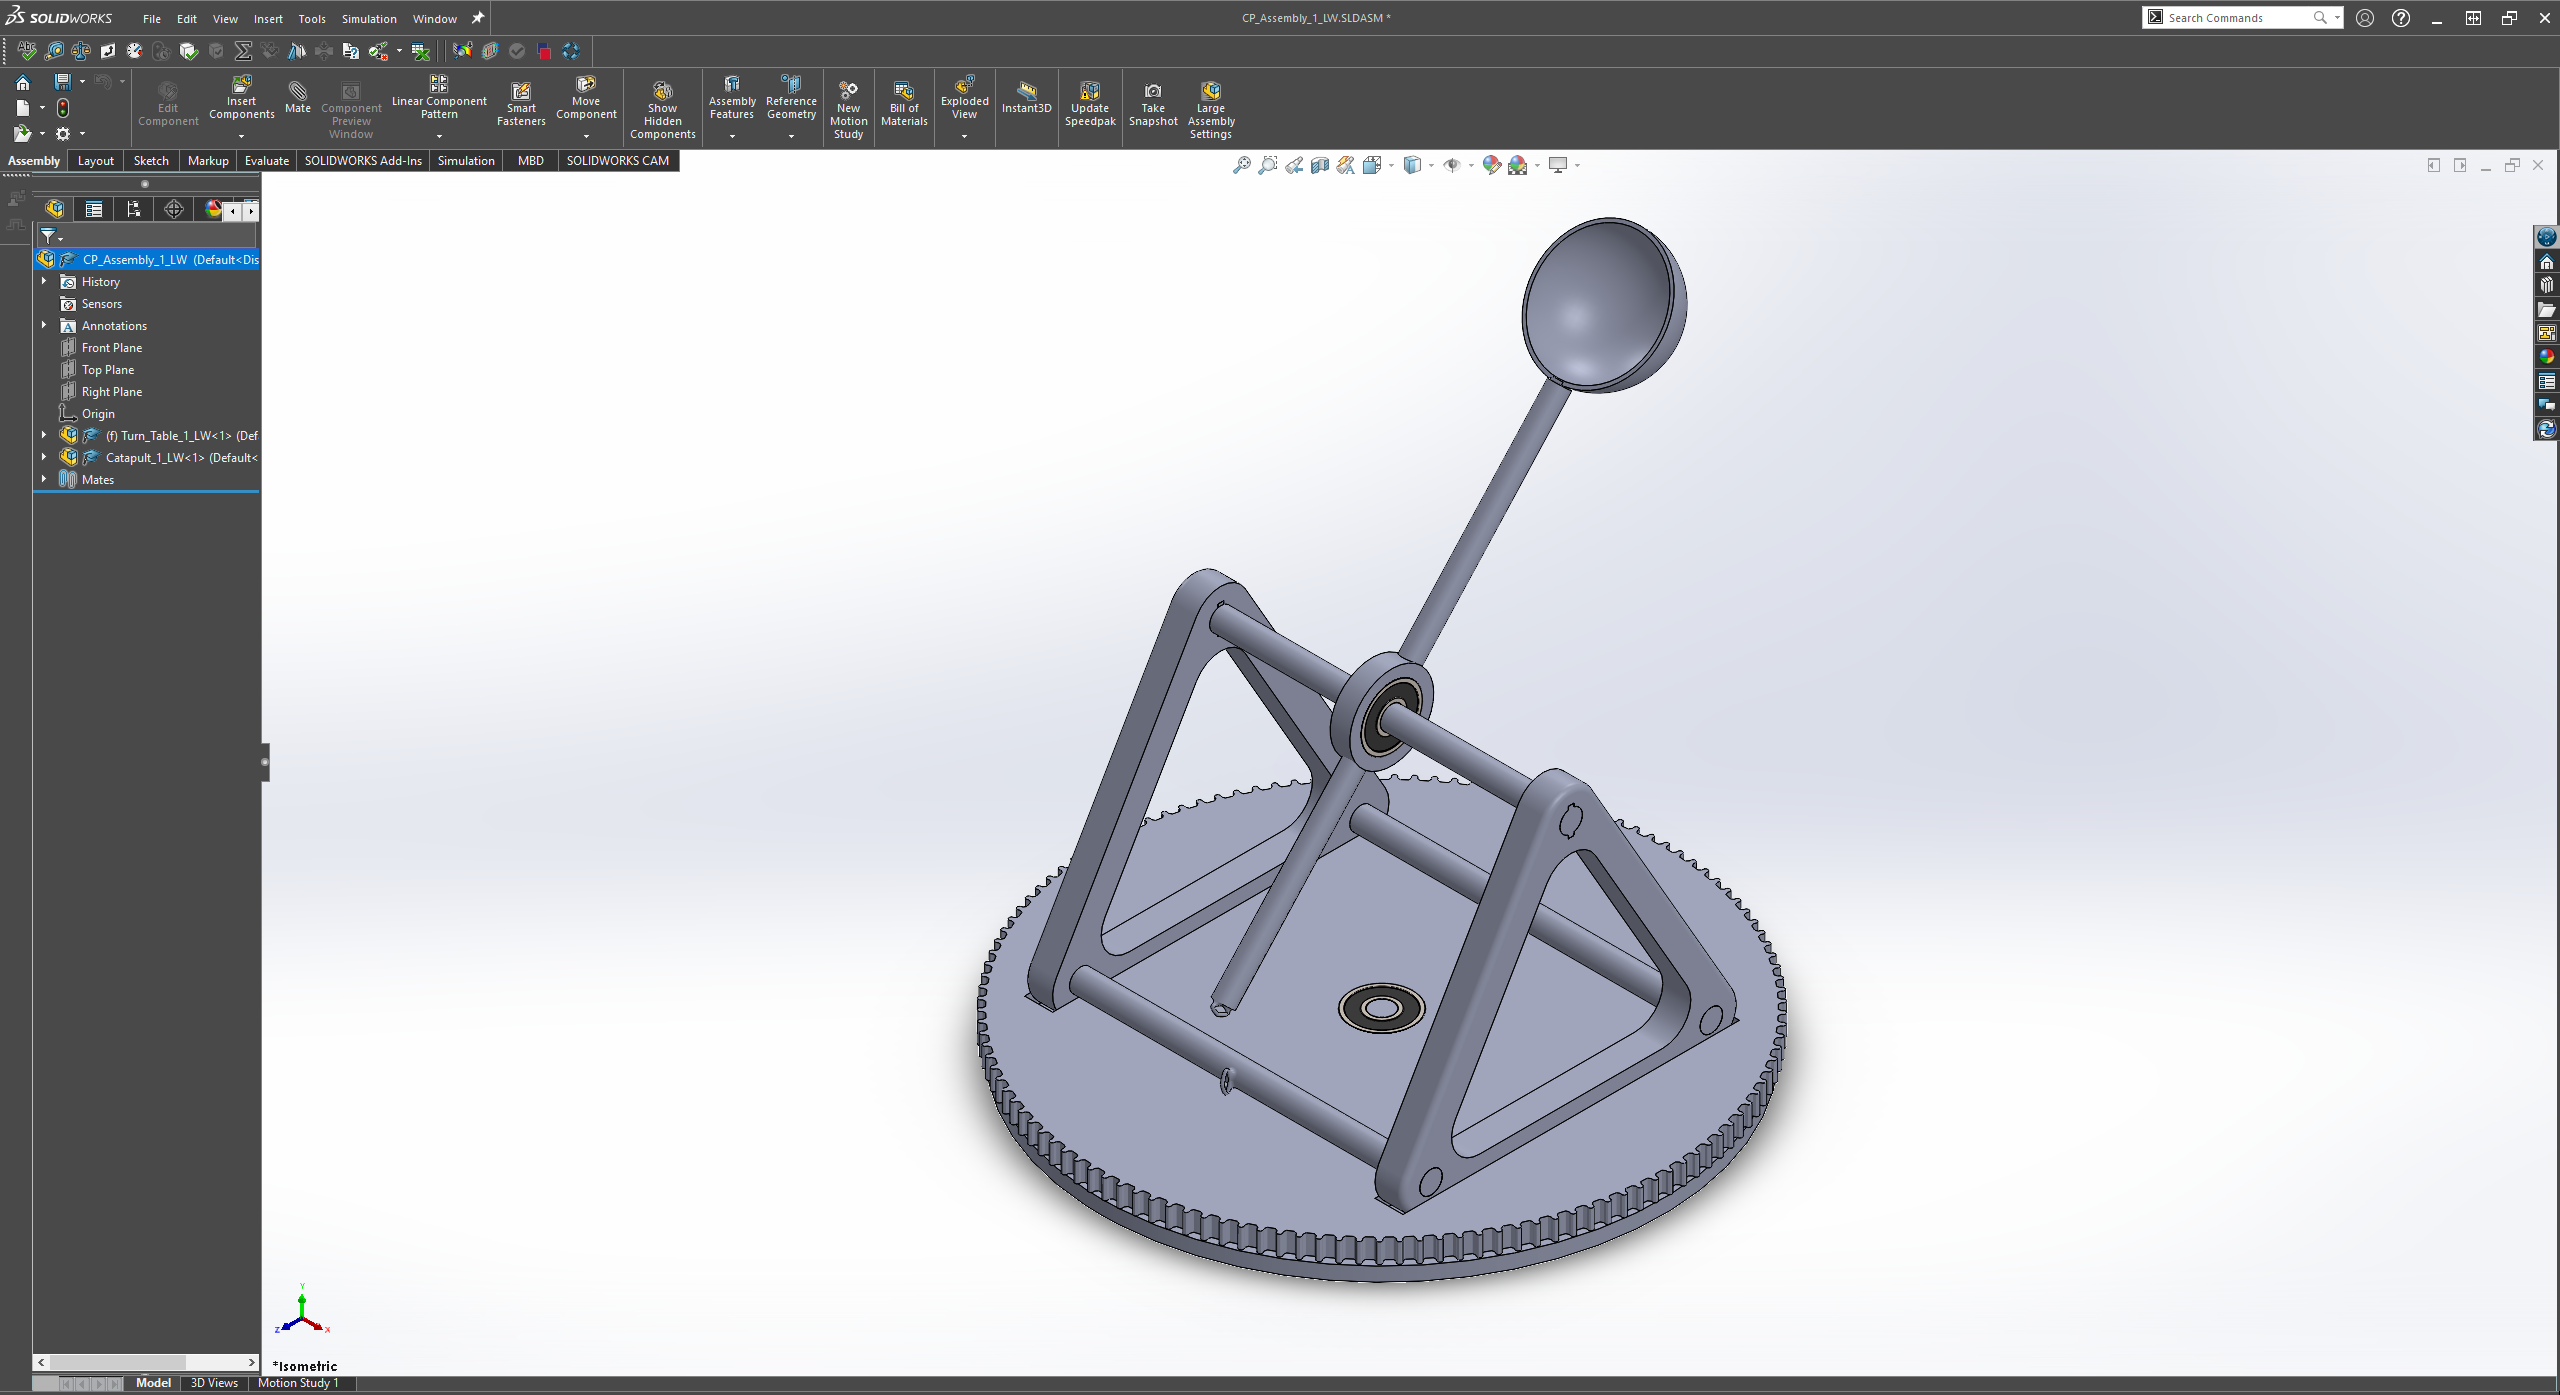 SOLIDWORKS File Edit View Insert Tools Simulation Window CP_Assembly_1_LW.SLDASM * Search Commands
Edit Component
Insert Components
Mate
Component Preview Window
Linear Component Pattern
Smart Fasteners
Move Component
Show Hidden Components
Assembly Features
Reference Geometry
New Motion Study
Bill of Materials
Exploded View
Instant3D
Update Speedpak
Take Snapshot
Large Assembly Settings
Assembly Layout Sketch Markup Evaluate SOLIDWORKS Add-Ins Simulation MBD SOLIDWORKS CAM
CP_Assembly_1_LW (Default<Dis
History
Sensors
Annotations
Front Plane
Top Plane
Right Plane
Origin
(f) Turn_Table_1_LW<1> (Def
Catapult_1_LW<1> (Default<
Mates
Y
Z X
*Isometric
Model 3D Views Motion Study 1